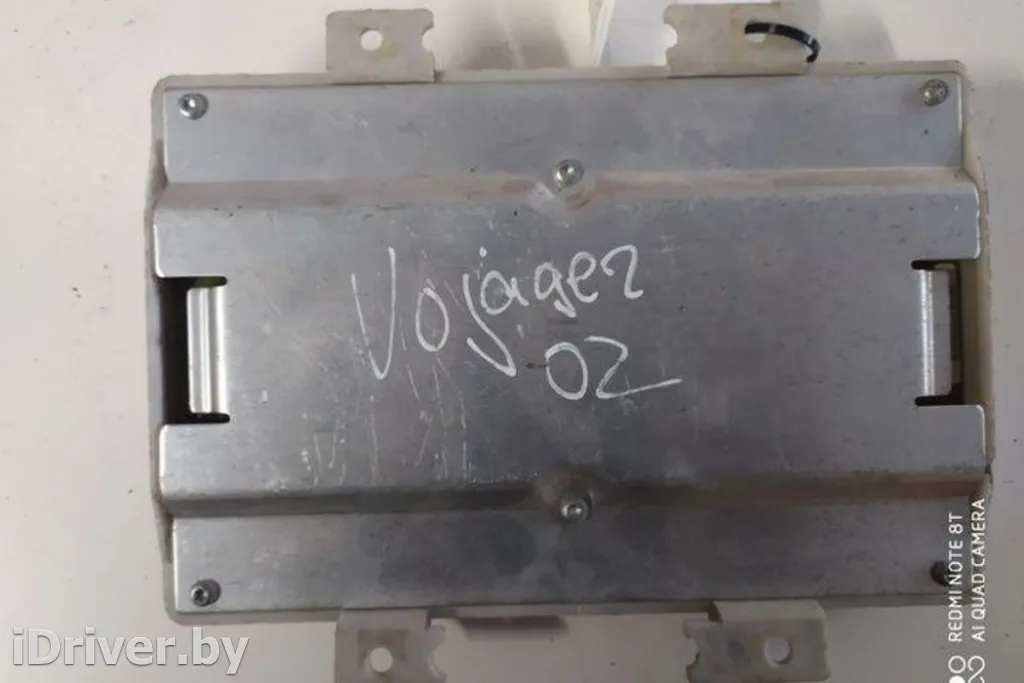 Vojager
02
iDriver.by
REDMI NOTE 8T
AI QUAD CAMERA